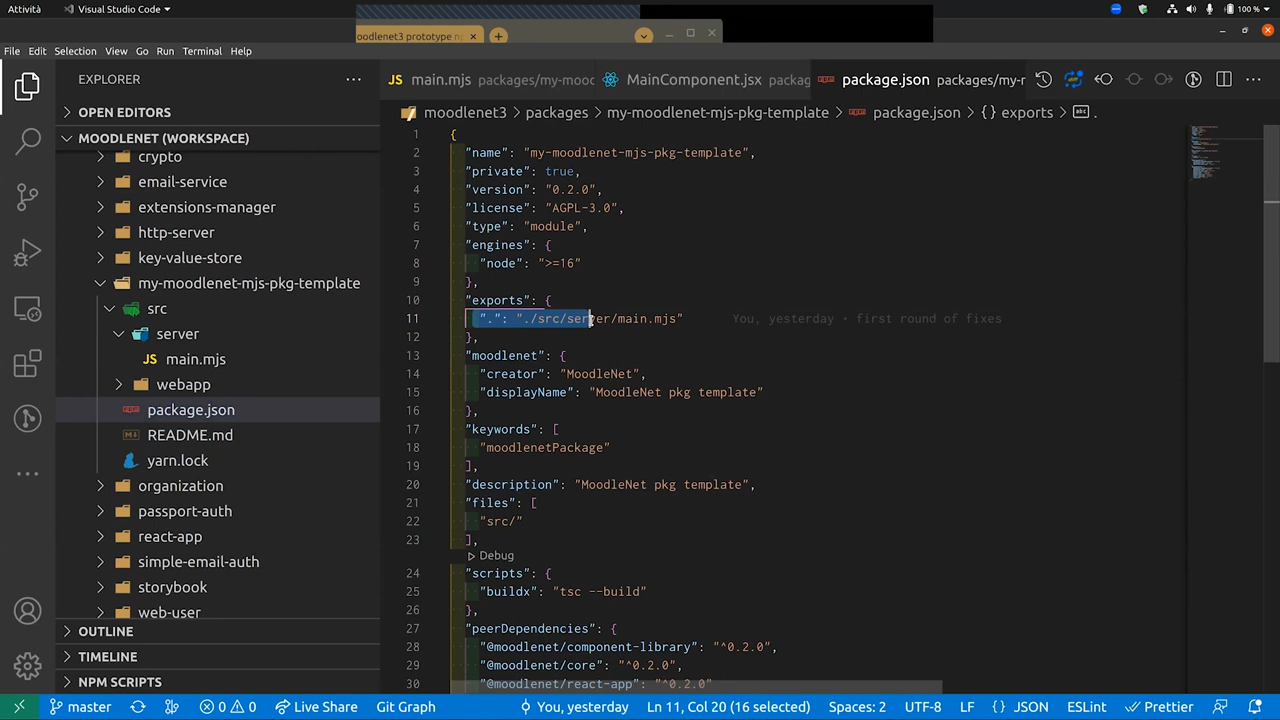 Attività
Visual Studio Code
100 %
oodlenet3 prototype n
File Edit Selection View Go Run Terminal Help
EXPLORER
OPEN EDITORS
MOODLENET (WORKSPACE)
crypto
email-service
extensions-manager
http-server
key-value-store
my-moodlenet-mjs-pkg-template
src
server
JS main.mjs
webapp
package.json
README.md
yarn.lock
organization
passport-auth
react-app
simple-email-auth
storybook
web-user
OUTLINE
TIMELINE
NPM SCRIPTS
JS main.mjs packages/my-mood
MainComponent.jsx packag
package.json packages/my-r
moodlenet3 > packages > my-moodlenet-mjs-pkg-template > package.json > {} exports > abc .
1 {
2 "name": "my-moodlenet-mjs-pkg-template",
3 "private": true,
4 "version": "0.2.0",
5 "license": "AGPL-3.0",
6 "type": "module",
7 "engines": {
8 "node": ">=16"
9 },
10 "exports": {
11 ".": "./src/server/main.mjs" You, yesterday • first round of fixes
12 },
13 "moodlenet": {
14 "creator": "MoodleNet",
15 "displayName": "MoodleNet pkg template"
16 },
17 "keywords": [
18 "moodlenetPackage"
19 ],
20 "description": "MoodleNet pkg template",
21 "files": [
22 "src/"
23 ],
Debug
24 "scripts": {
25 "buildx": "tsc --build"
26 },
27 "peerDependencies": {
28 "@moodlenet/component-library": "^0.2.0",
29 "@moodlenet/core": "^0.2.0",
30 "@moodlenet/react-app": "^0.2.0"
master 0 0 Live Share Git Graph You, yesterday Ln 11, Col 20 (16 selected) Spaces: 2 UTF-8 LF {} JSON ESLint Prettier